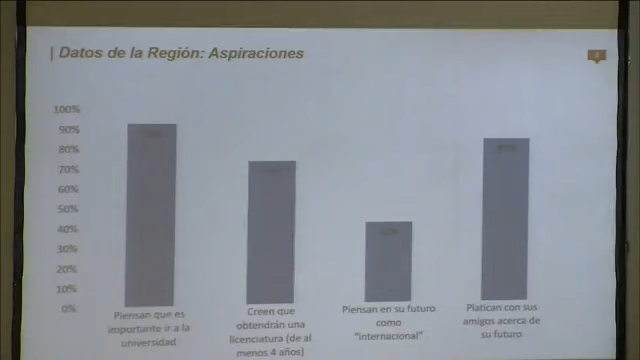 | Datos de la Región: Aspiraciones
100%
90%
80%
70%
60%
50%
40%
30%
20%
10%
0%
Piensan que es
importante ir a la
universidad
Creen que
obtendrán una
licenciatura (de al
menos 4 años)
Piensan en su futuro
como
"internacional"
Platican con sus
amigos acerca de
su futuro